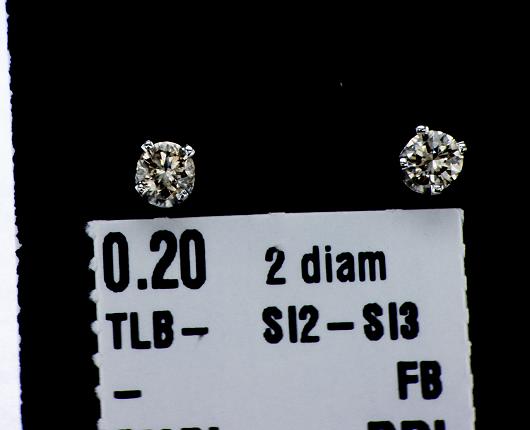 0.20 2 diam
TLB- SI2-SI3
- FB